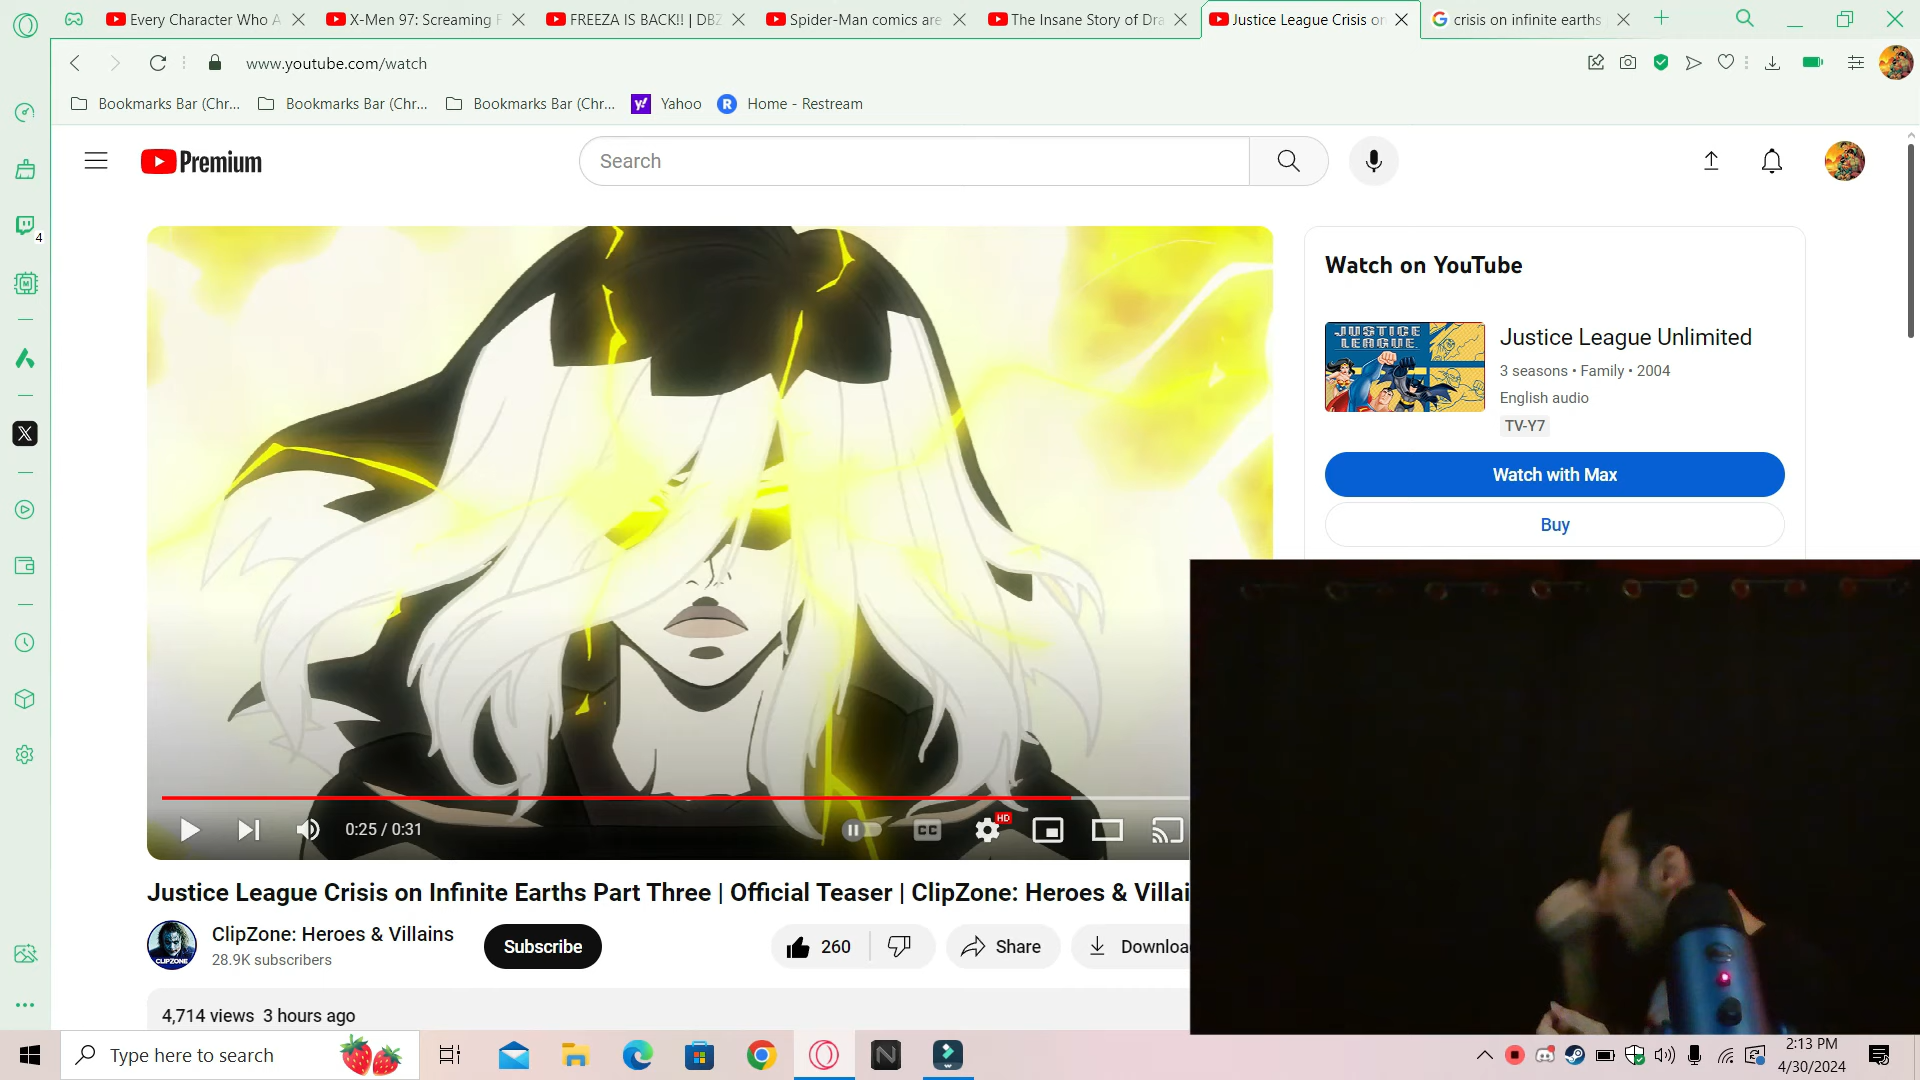 Every Character Who A
X-Men 97: Screaming F
FREEZA IS BACK!! | DBZ
Spider-Man comics are
The Insane Story of Dra
Justice League Crisis on
crisis on infinite earths
www.youtube.com/watch
Bookmarks Bar (Chr...
Bookmarks Bar (Chr...
Bookmarks Bar (Chr...
Yahoo
R
Home - Restream
Premium
Search
4
Watch on YouTube
JUSTICE LEAGUE
Justice League Unlimited
3 seasons • Family • 2004
English audio
TV-Y7
Watch with Max
Buy
0:25 / 0:31
CC
HD
Justice League Crisis on Infinite Earths Part Three | Official Teaser | ClipZone: Heroes & Villai
CLIPZONE
ClipZone: Heroes & Villains
28.9K subscribers
Subscribe
260
Share
Downloa
4,714 views 3 hours ago
Type here to search
2:13 PM
4/30/2024